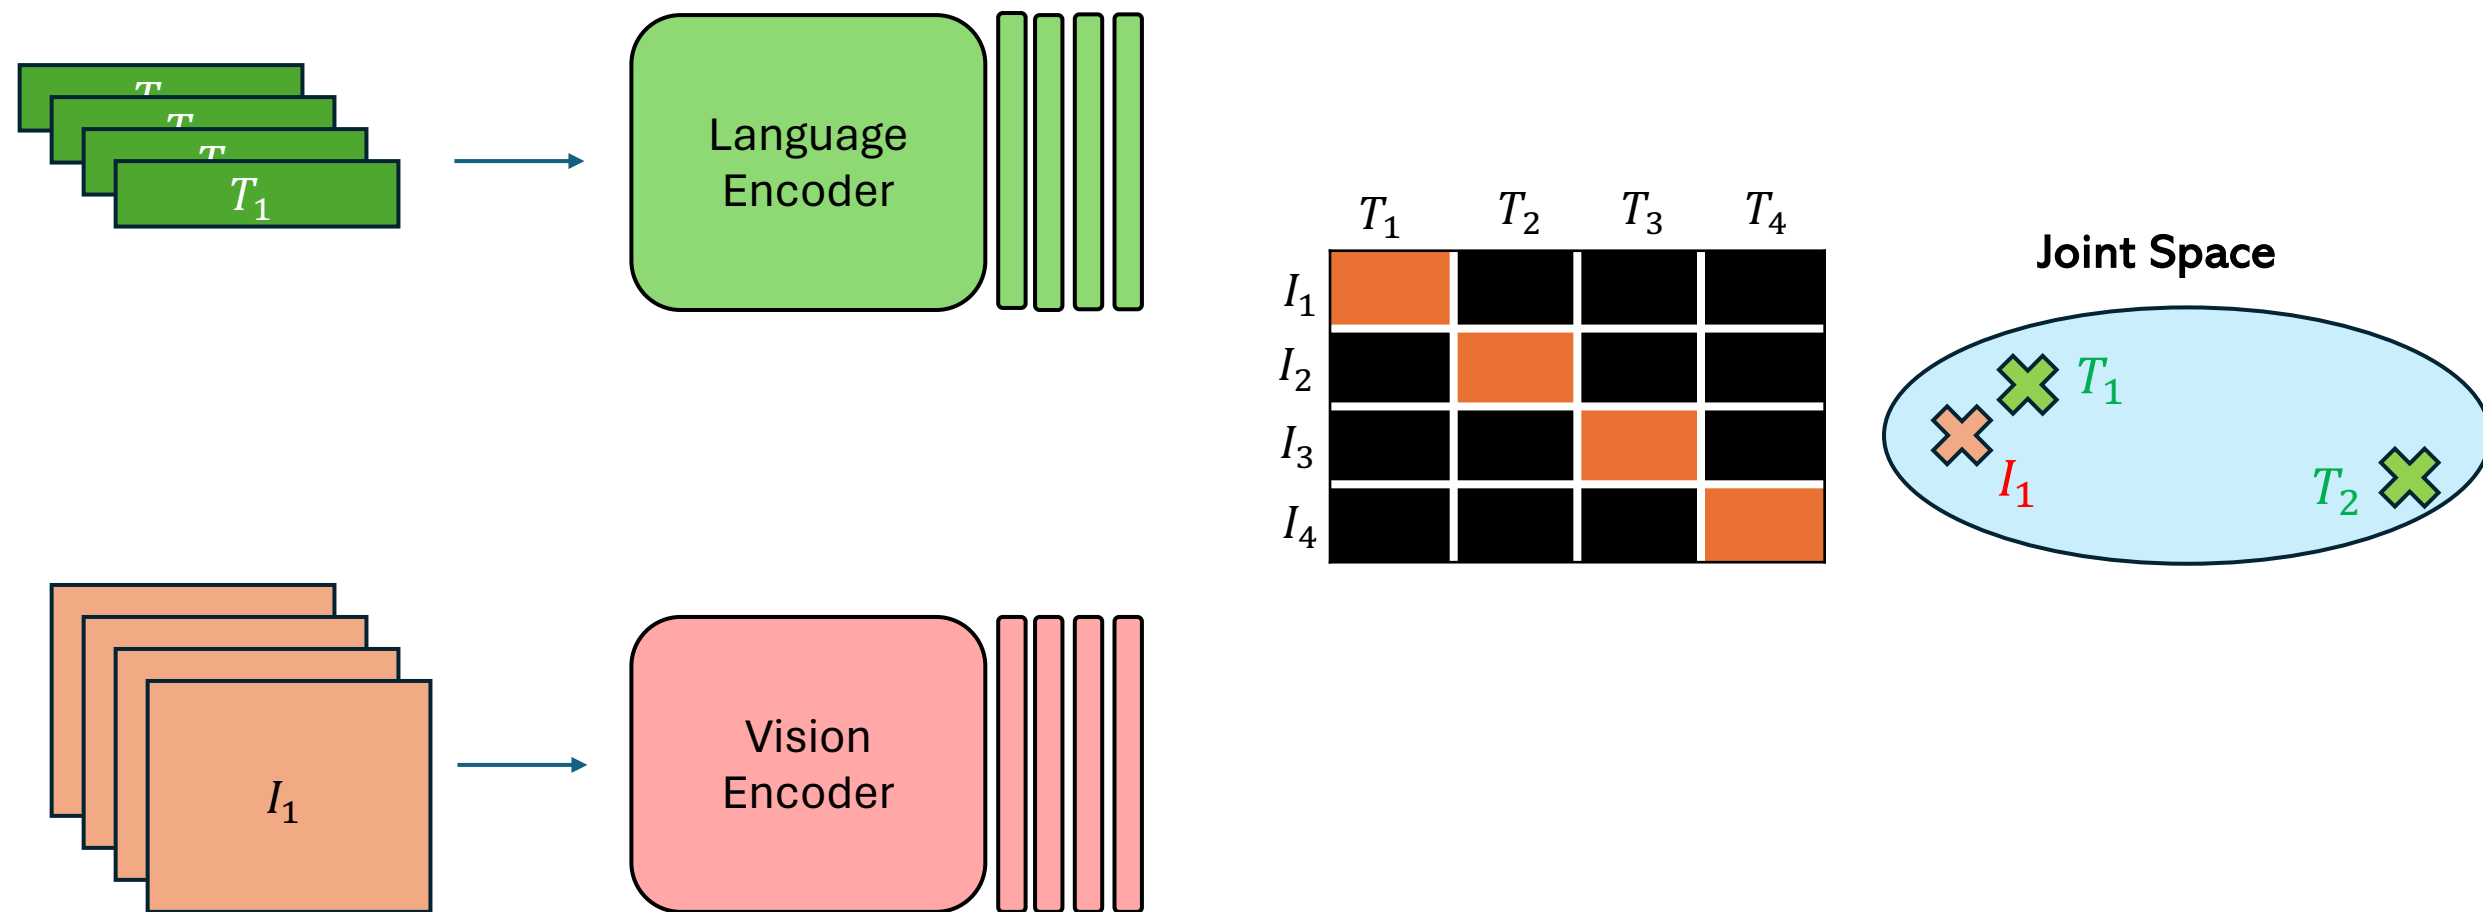 T
T
T
T₁
Language
Encoder
T₁ T₂ T₃ T₄
I₁
I₂
I₃
I₄
Joint Space
T₁
I₁
T₂
I₁
Vision
Encoder